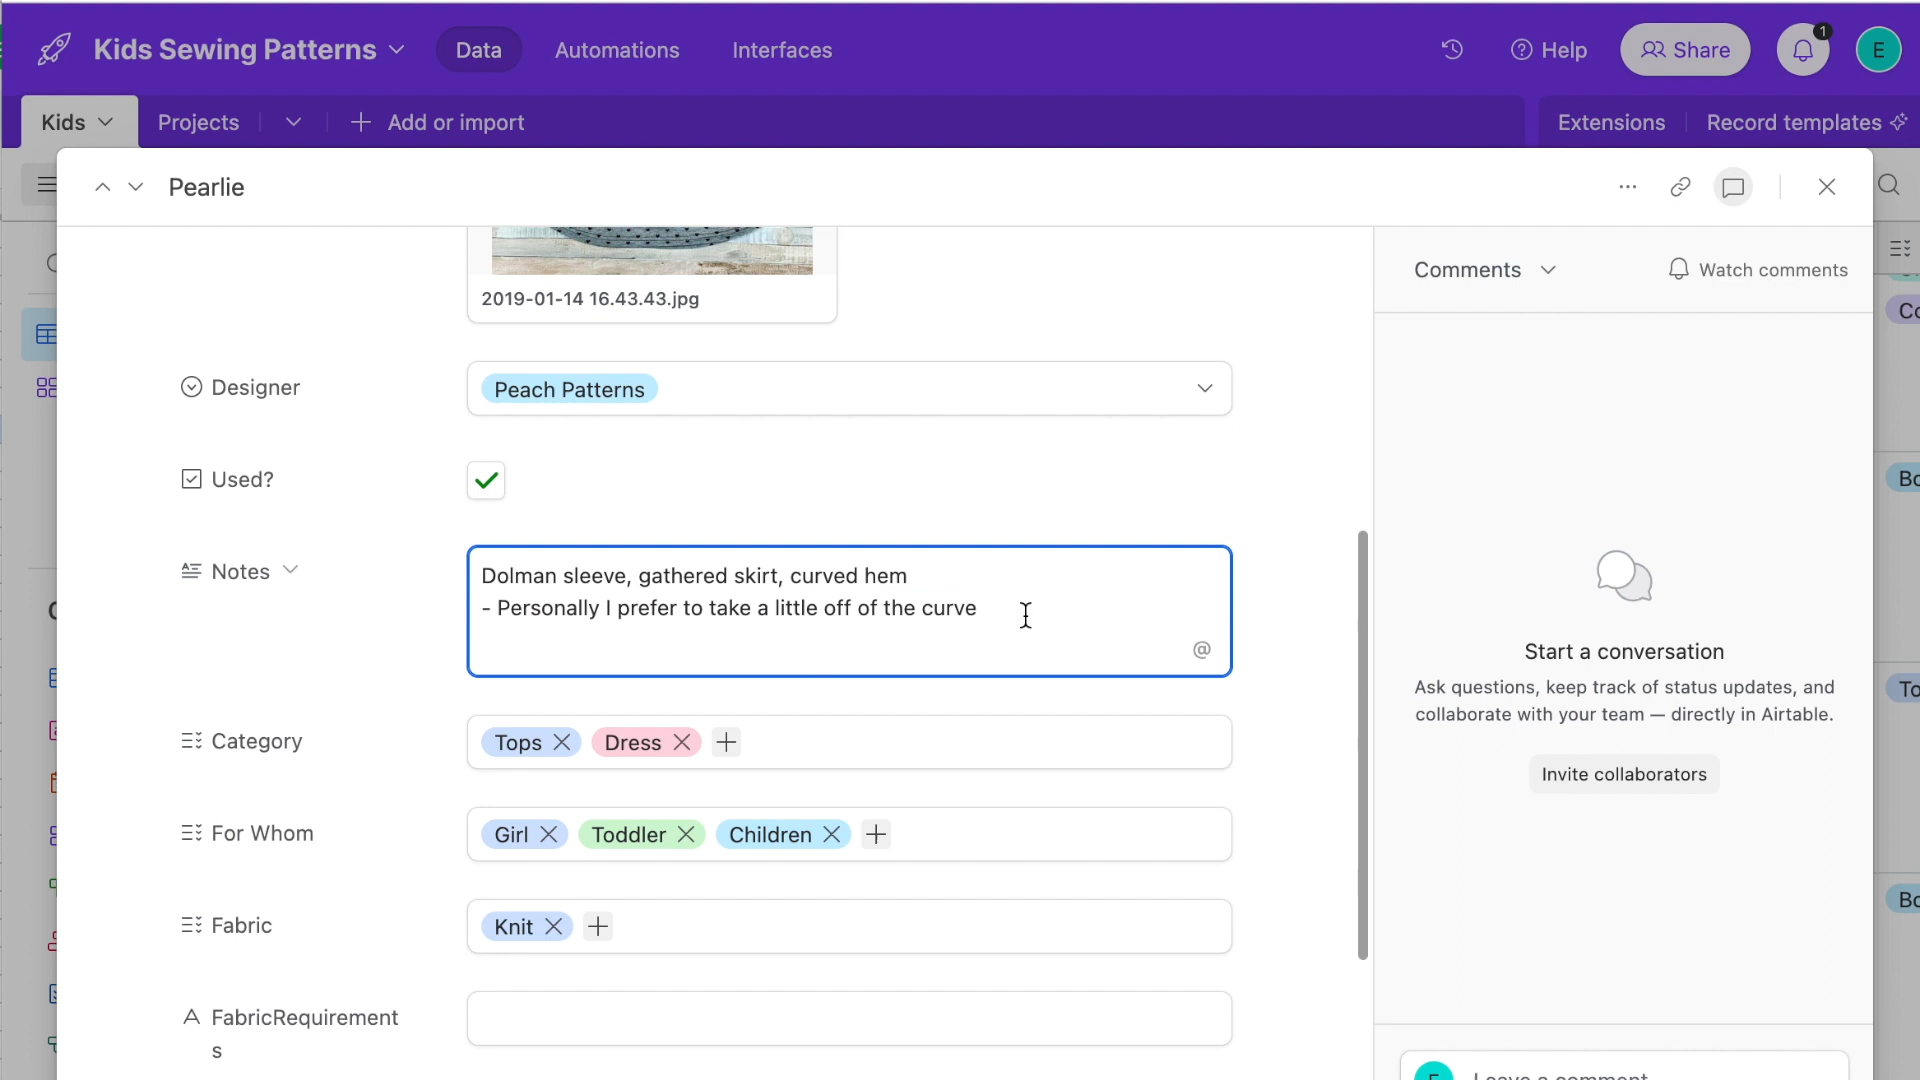 Kids Sewing Patterns
Data
Automations
Interfaces
Help
Share
1
E
Kids
Projects
Add or import
Extensions
Record templates
Pearlie
2019-01-14 16.43.43.jpg
Comments
Watch comments
Designer
Peach Patterns
Used?
Notes
Dolman sleeve, gathered skirt, curved hem
- Personally I prefer to take a little off of the curve
@
Start a conversation
Ask questions, keep track of status updates, and
collaborate with your team — directly in Airtable.
Invite collaborators
Category
Tops
Dress
For Whom
Girl
Toddler
Children
Fabric
Knit
FabricRequirement
s
Leave a comment